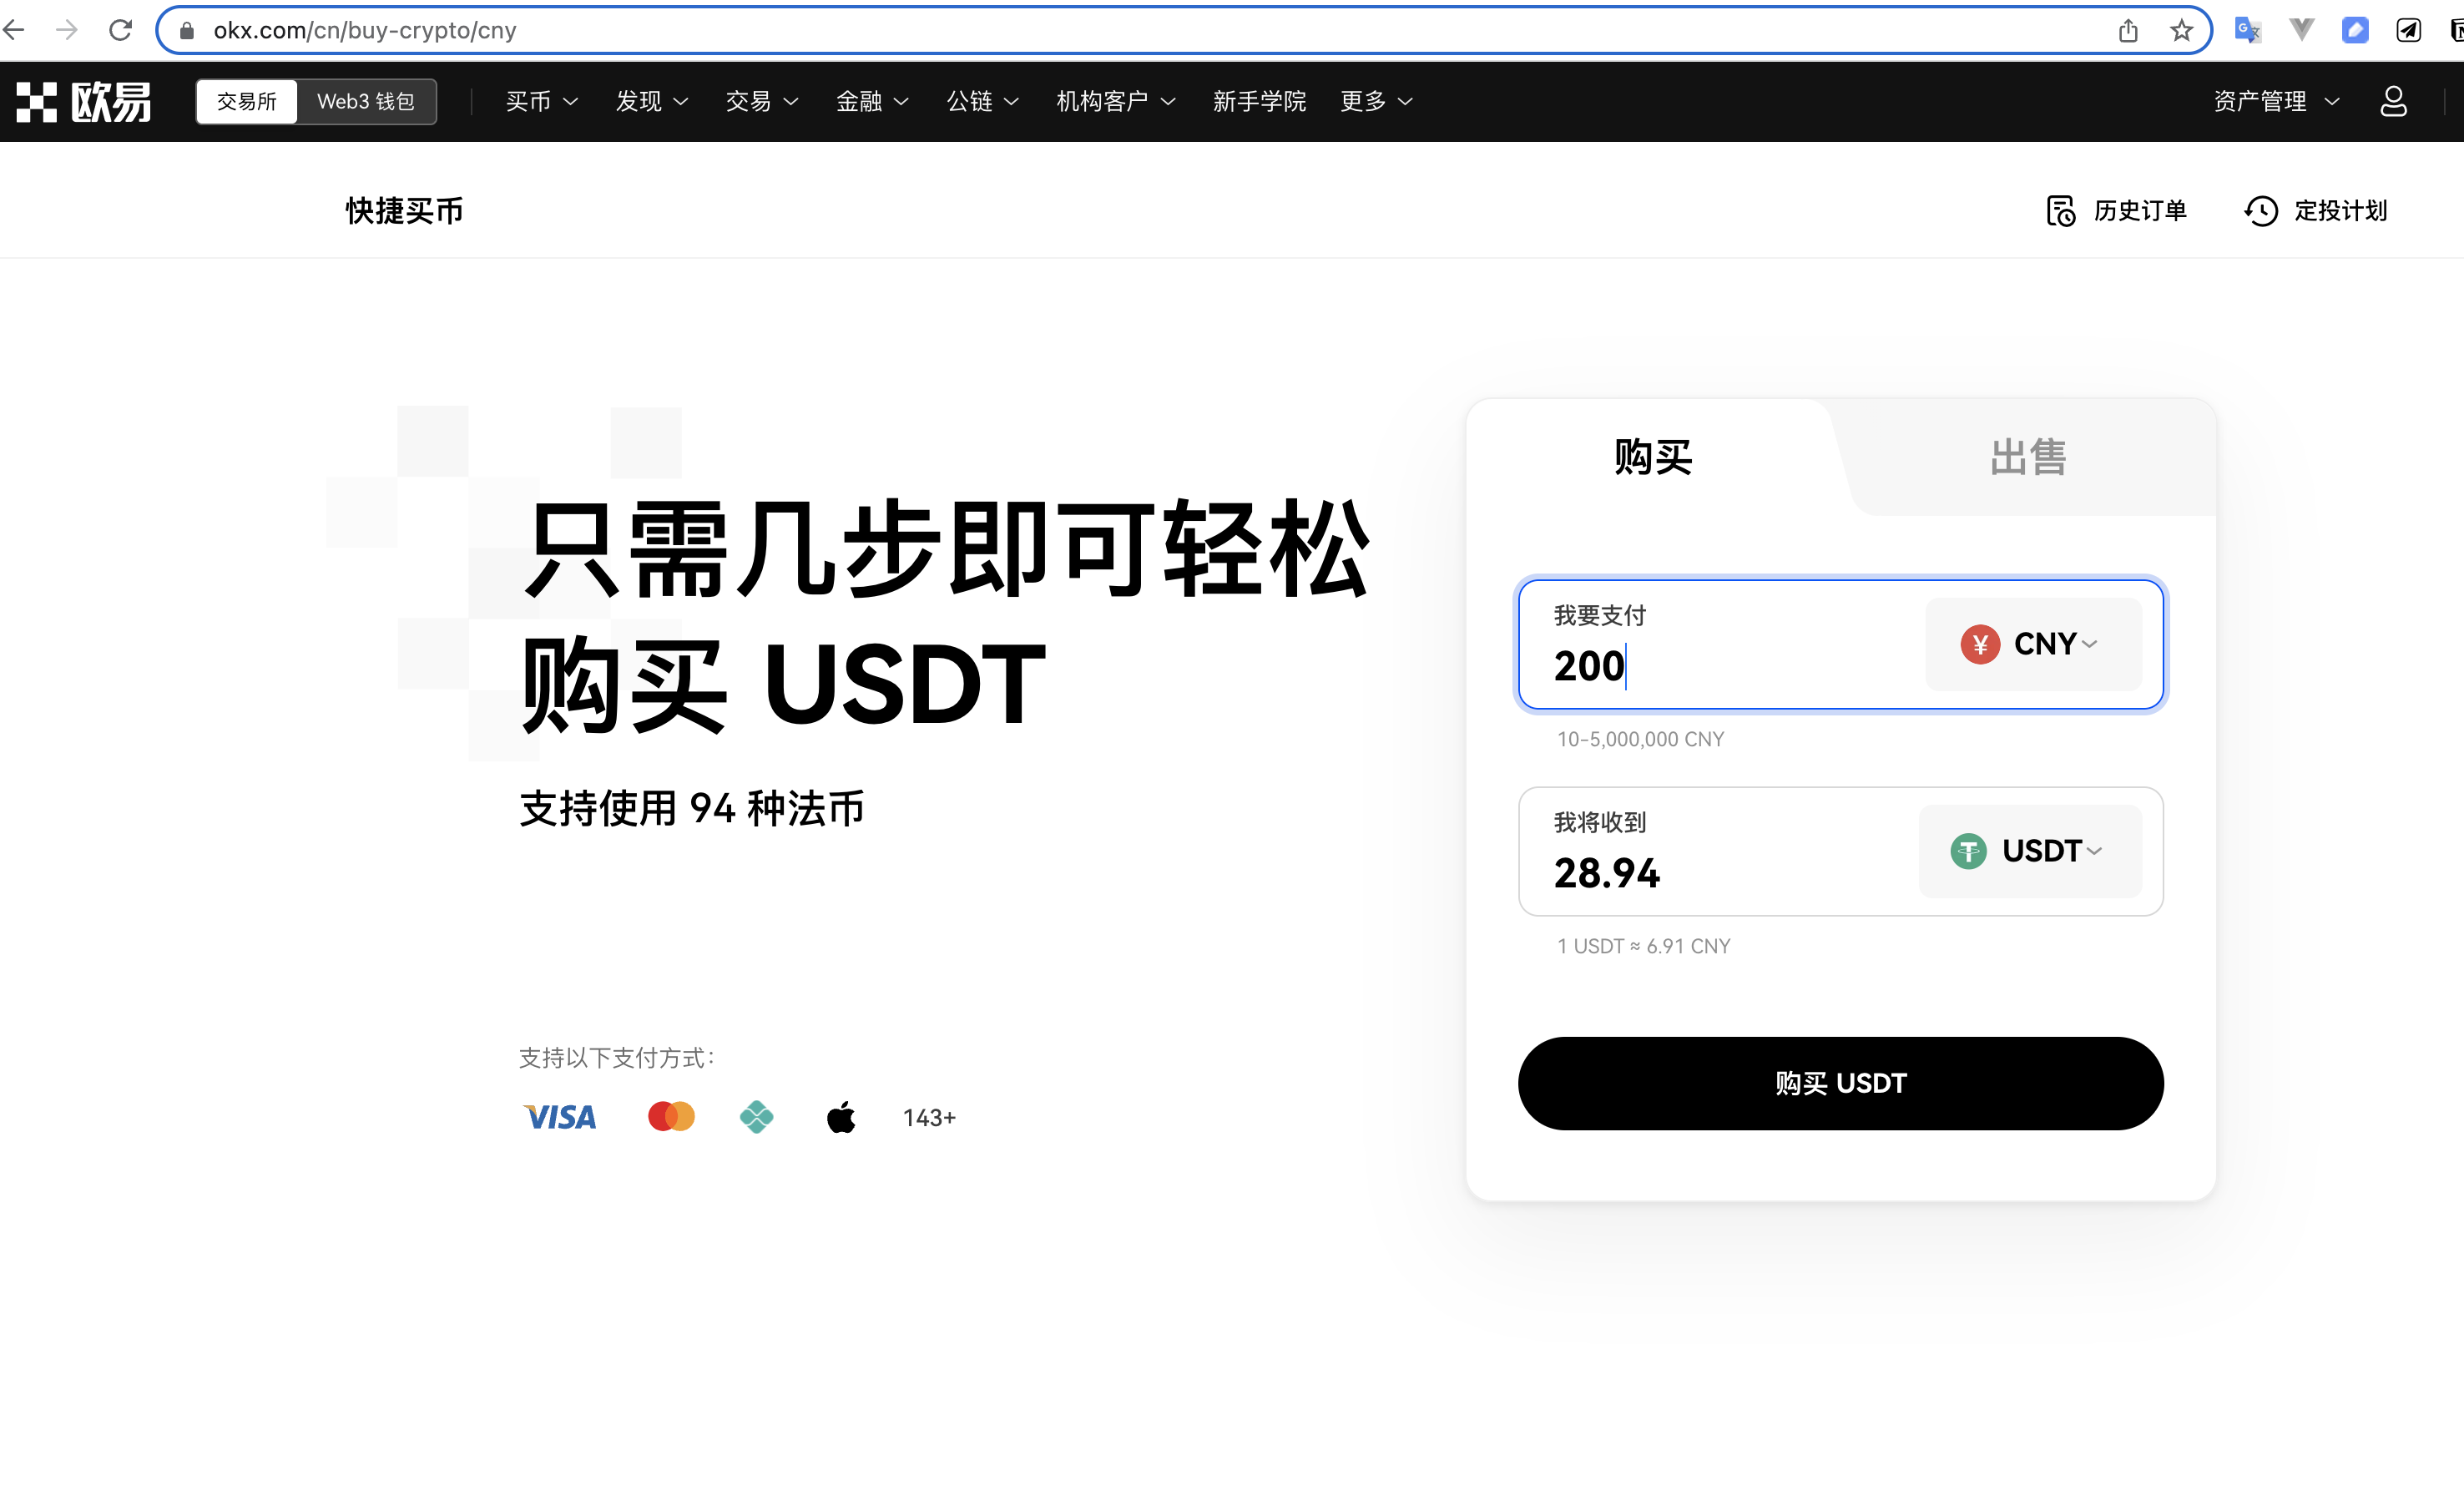 okx.com/cn/buy-crypto/cny
欧易 交易所 Web3 钱包 买币 发现 交易 金融 公链 机构客户 新手学院 更多 资产管理
快捷买币 历史订单 定投计划
购买 出售
只需几步即可轻松
购买 USDT
支持使用 94 种法币
我要支付
200 CNY
10-5,000,000 CNY
我将收到
28.94 USDT
1 USDT ≈ 6.91 CNY
购买 USDT
支持以下支付方式：
VISA 143+